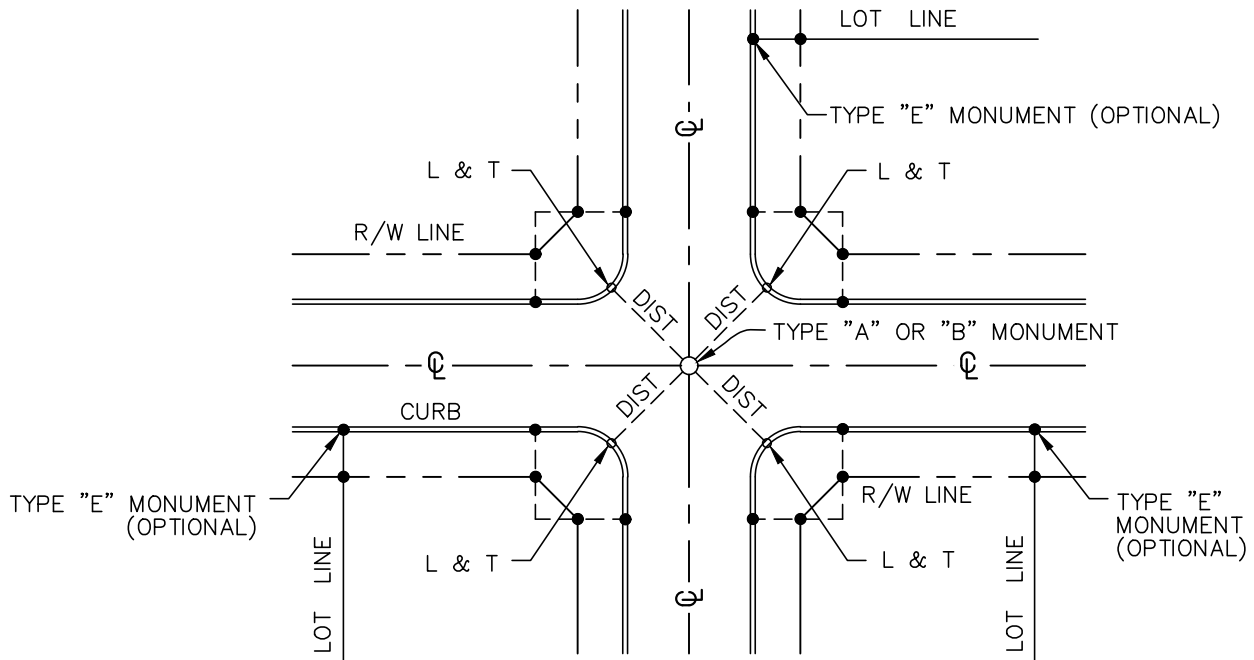 LOT LINE
TYPE "E" MONUMENT (OPTIONAL)
℄
L & T
L & T
R/W LINE
DIST
DIST
TYPE "A" OR "B" MONUMENT
℄
℄
DIST
DIST
CURB
TYPE "E" MONUMENT
(OPTIONAL)
R/W LINE
TYPE "E"
MONUMENT
(OPTIONAL)
L & T
L & T
LOT LINE
℄
LOT LINE